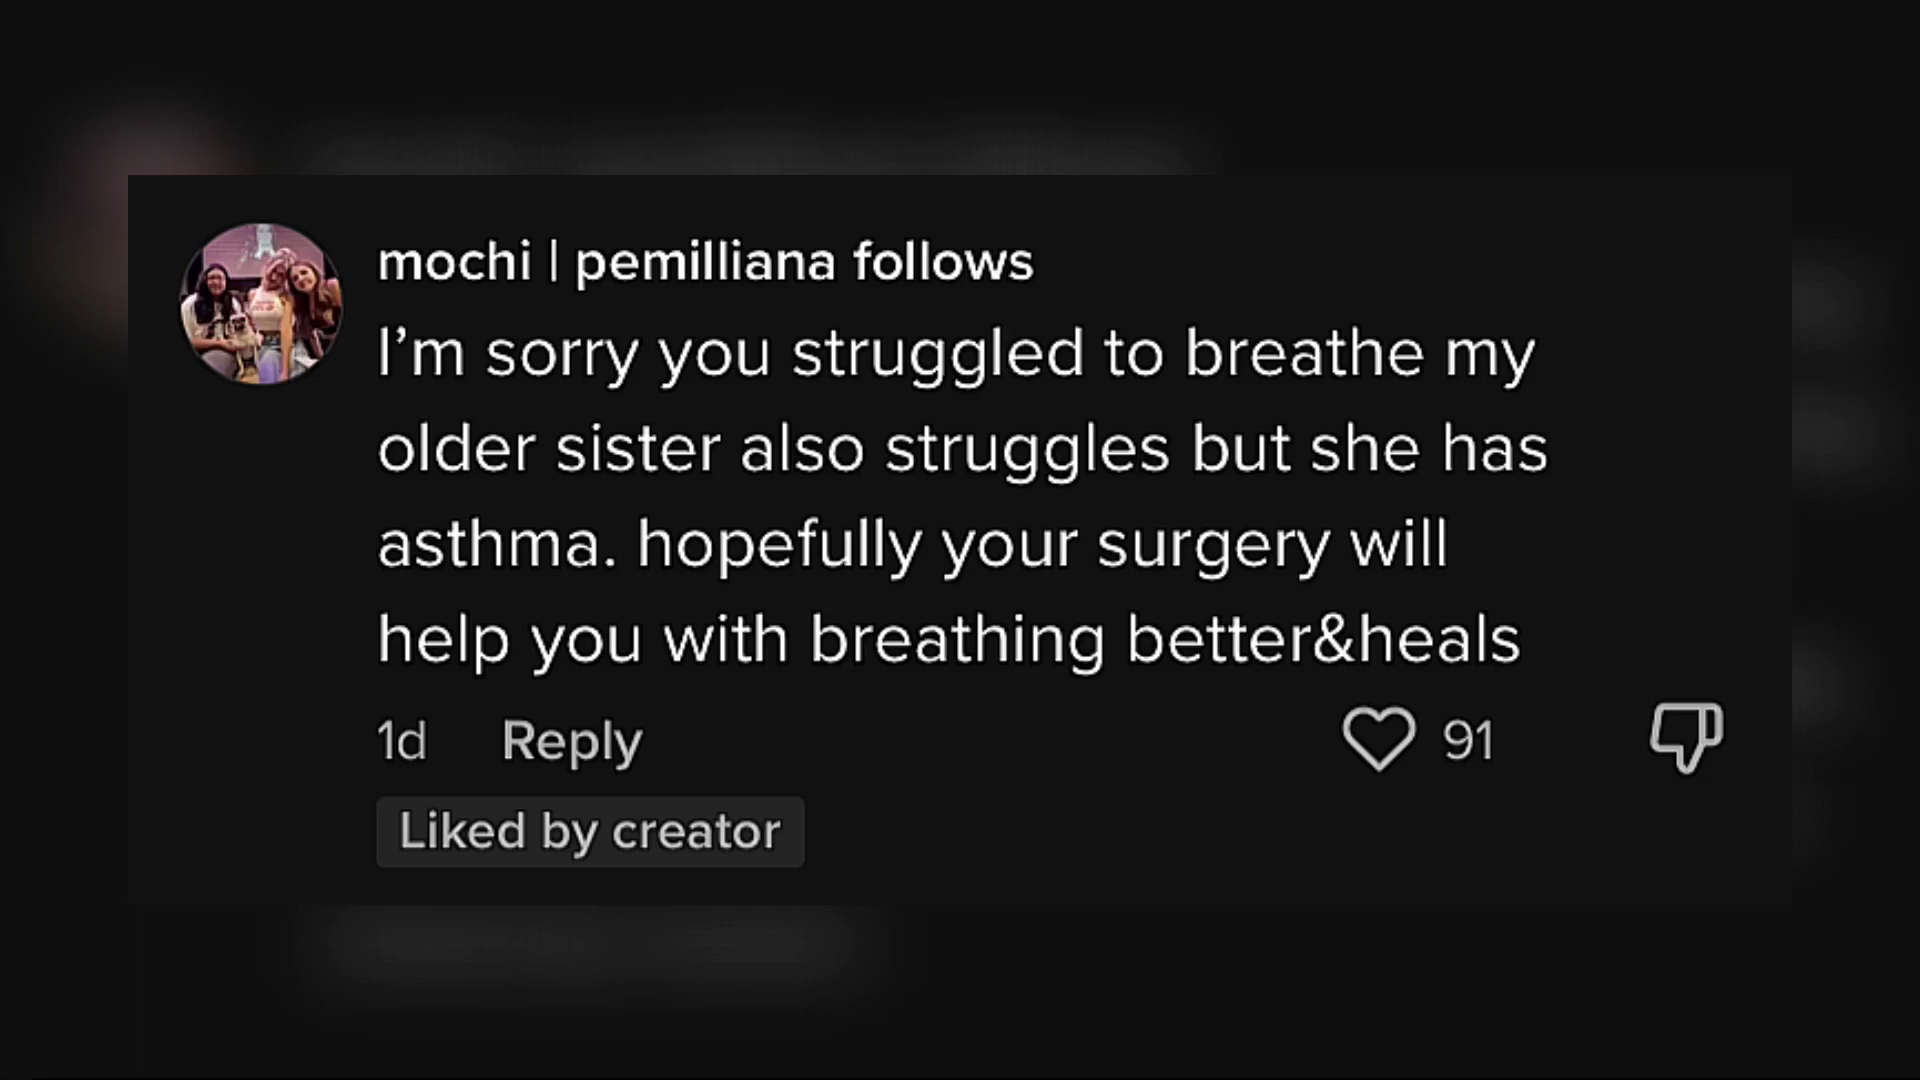 mochi | pemilliana follows
I’m sorry you struggled to breathe my
older sister also struggles but she has
asthma. hopefully your surgery will
help you with breathing better&heals
1d Reply 91
Liked by creator